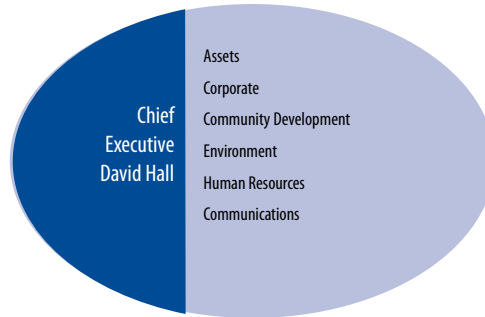 Chief
Executive
David Hall
Assets
Corporate
Community Development
Environment
Human Resources
Communications